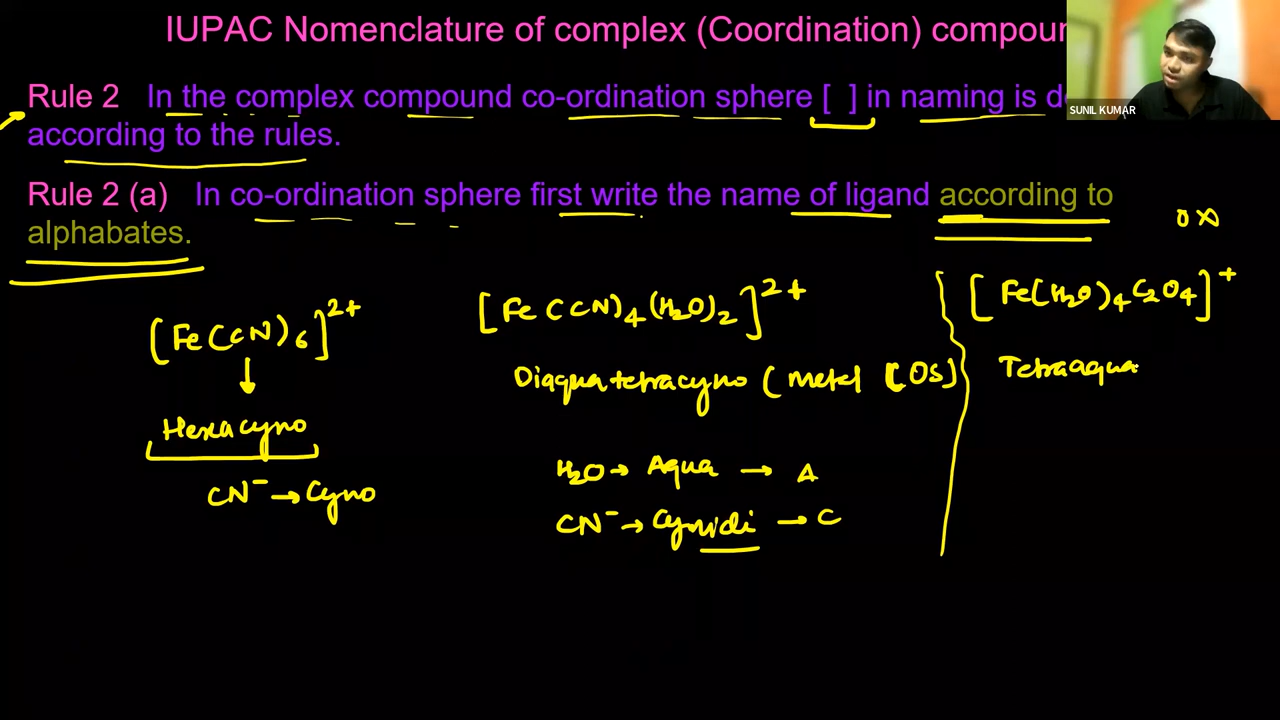 IUPAC Nomenclature of complex (Coordination) compoun
SUNIL KUMAR
Rule 2 In the complex compound co-ordination sphere [ ] in naming is d
according to the rules.
Rule 2 (a) In co-ordination sphere first write the name of ligand according to
alphabates.
ox
[Fe(CN)6]2+
Hexacyno
CN- → Cyno
[Fe(CN)4(H2O)2]2+
Diaquatetracyno (Metal (OS)
H2O → Aqua → A
CN- → Cynidi → C
[Fe(H2O)4C2O4]+
Tetraaqua